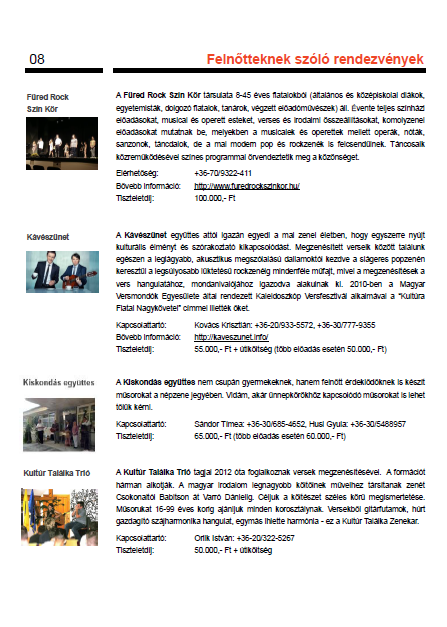 08
Felnőtteknek szóló rendezvények
Füred Rock
Szín Kör
A Füred Rock Szín Kör társulata 8-45 éves fiatalokból (általános és középiskolai diákok,
egyetemisták, dolgozó fiatalok, tanárok, végzett előadóművészek) áll. Évente teljes színházi
előadásokat, musical és operett esteket, verses és irodalmi összeállításokat, komolyzenei
előadásokat mutatnak be, melyekben a musicalek és operettek mellett operák, nóták,
sanzonok, táncdalok, de a mai modern pop és rockzenék is felcsendülnek. Táncosaik
közreműködésével színes programmal örvendeztetik meg a közönséget.
Elérhetőség: +36-70/9322-411
Bővebb információ: http://www.furedrockszinkor.hu/
Tiszteletdíj: 100.000,- Ft
Kávészünet
A Kávészünet együttes attól igazán egyedi a mai zenei életben, hogy egyszerre nyújt
kulturális élményt és szórakoztató kikapcsolódást. Megzenésített verseik között találunk
egészen a leglágyabb, akusztikus megszólalású dallamoktól kezdve a slágeres popzenén
keresztül a legsúlyosabb lüktetésű rockzenéig mindenféle műfajt, mivel a megzenésítések a
vers hangulatához, mondanivalójához igazodva alakulnak ki. 2010-ben a Magyar
Versmondók Egyesülete által rendezett Kaleidoszkóp Versfesztivál alkalmával a "Kultúra
Fiatal Nagykövetei" címmel illették őket.
Kapcsolattartó: Kovács Krisztián: +36-20/933-5572, +36-30/777-9355
Bővebb információ: http://kaveszunet.info/
Tiszteletdíj: 55.000,- Ft + útiköltség (több előadás esetén 50.000,- Ft)
Kiskondás együttes
A Kiskondás együttes nem csupán gyermekeknek, hanem felnőtt érdeklődőknek is készít
műsorokat a népzene jegyében. Vidám, akár ünnepkörökhöz kapcsolódó műsorokat is lehet
tőlük kérni.
Kapcsolattartó: Sándor Tímea: +36-30/685-4652, Husi Gyula: +36-30/5488957
Tiszteletdíj: 65.000,- Ft (több előadás esetén 60.000,- Ft)
Kultúr Találka Trió
A Kultúr Találka Trió tagjai 2012 óta foglalkoznak versek megzenésítésével. A formációt
hárman alkotják. A magyar irodalom legnagyobb költőinek műveihez társítanak zenét
Csokonaitól Babitson át Varró Dánielig. Céljuk a költészet széles körű megismertetése.
Műsorukat 16-99 éves korig ajánljuk minden korosztálynak. Versekből gitárfutamok, húrt
gazdagító szájharmonika hangulat, egymás ihlette harmónia - ez a Kultúr Találka Zenekar.
Kapcsolattartó: Orlik István: +36-20/322-5267
Tiszteletdíj: 50.000,- Ft + útiköltség